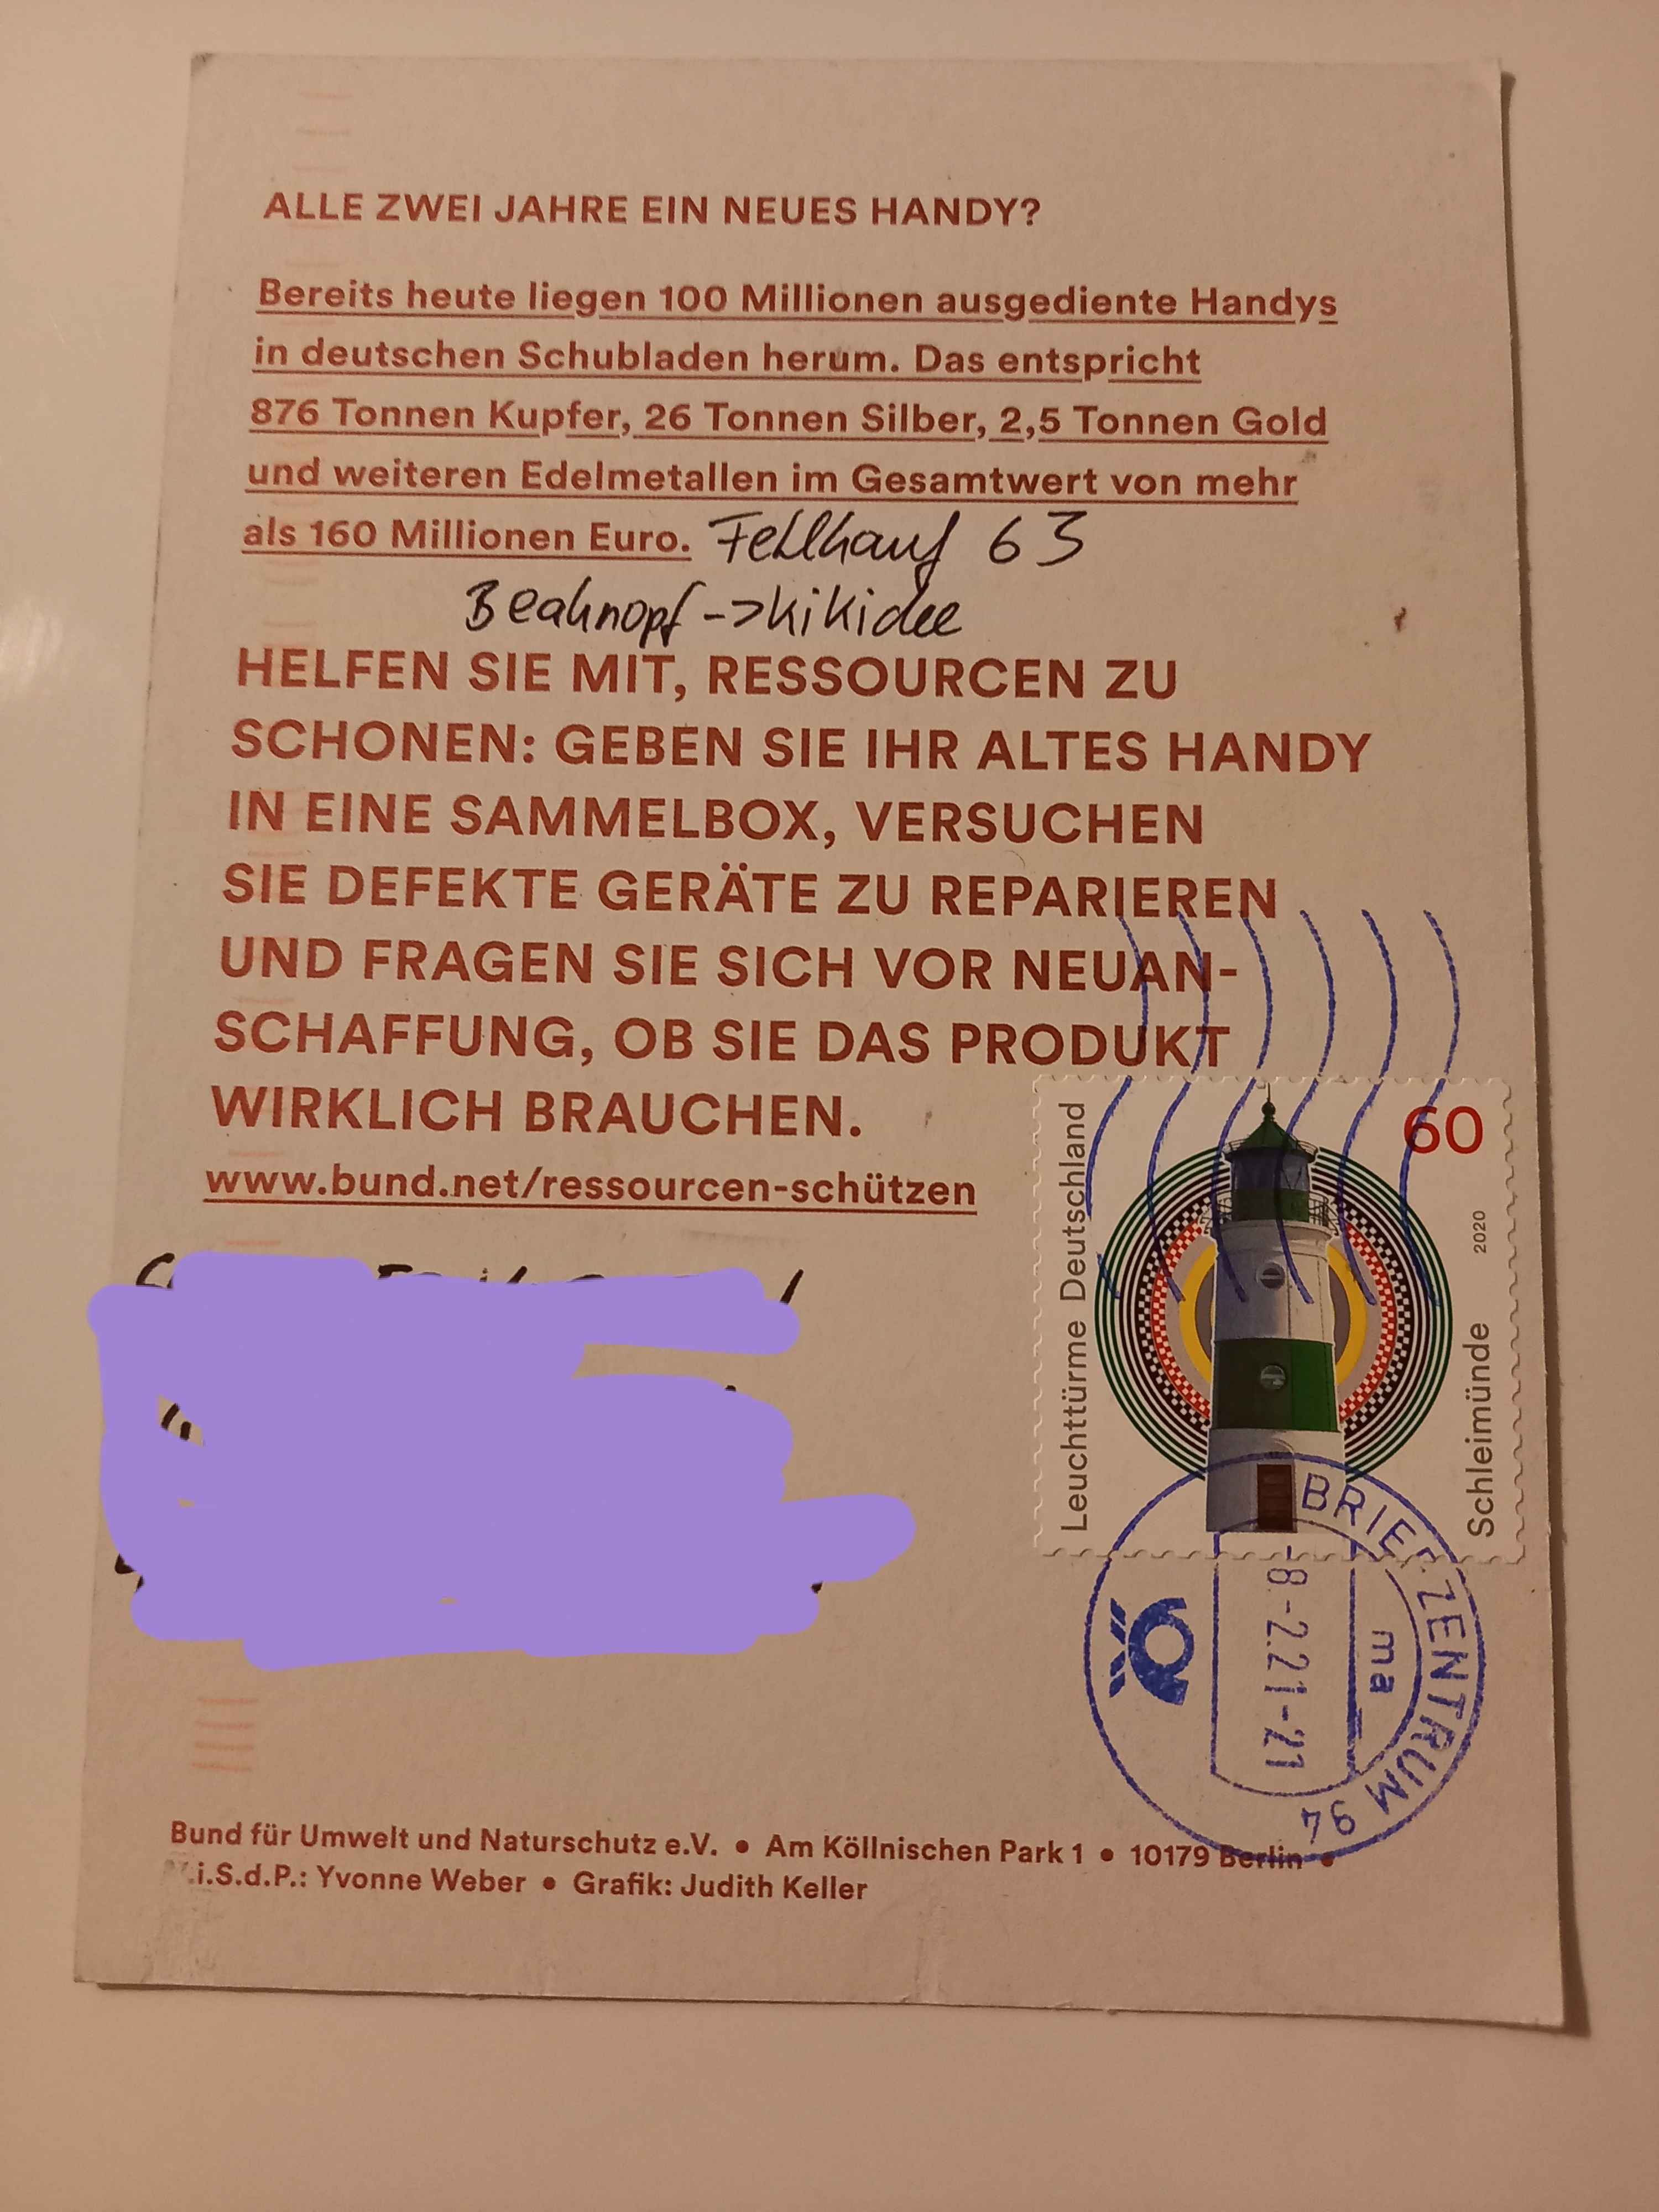 ALLE ZWEI JAHRE EIN NEUES HANDY?
Bereits heute liegen 100 Millionen ausgediente Handys
in deutschen Schubladen herum. Das entspricht
876 Tonnen Kupfer, 26 Tonnen Silber, 2,5 Tonnen Gold
und weiteren Edelmetallen im Gesamtwert von mehr
als 160 Millionen Euro. Fehlkauf 63
Beaknopf->kikidee
HELFEN SIE MIT, RESSOURCEN ZU
SCHONEN: GEBEN SIE IHR ALTES HANDY
IN EINE SAMMELBOX, VERSUCHEN
SIE DEFEKTE GERÄTE ZU REPARIEREN
UND FRAGEN SIE SICH VOR NEUAN-
SCHAFFUNG, OB SIE DAS PRODUKT
WIRKLICH BRAUCHEN.
www.bund.net/ressourcen-schützen
Leuchttürme Deutschland
60
2020
Schleimünde
BRIEFZENTRUM 94
ma
-8.-2.21-21
Bund für Umwelt und Naturschutz e.V. • Am Köllnischen Park 1 • 10179 Berlin •
V.i.S.d.P.: Yvonne Weber • Grafik: Judith Keller